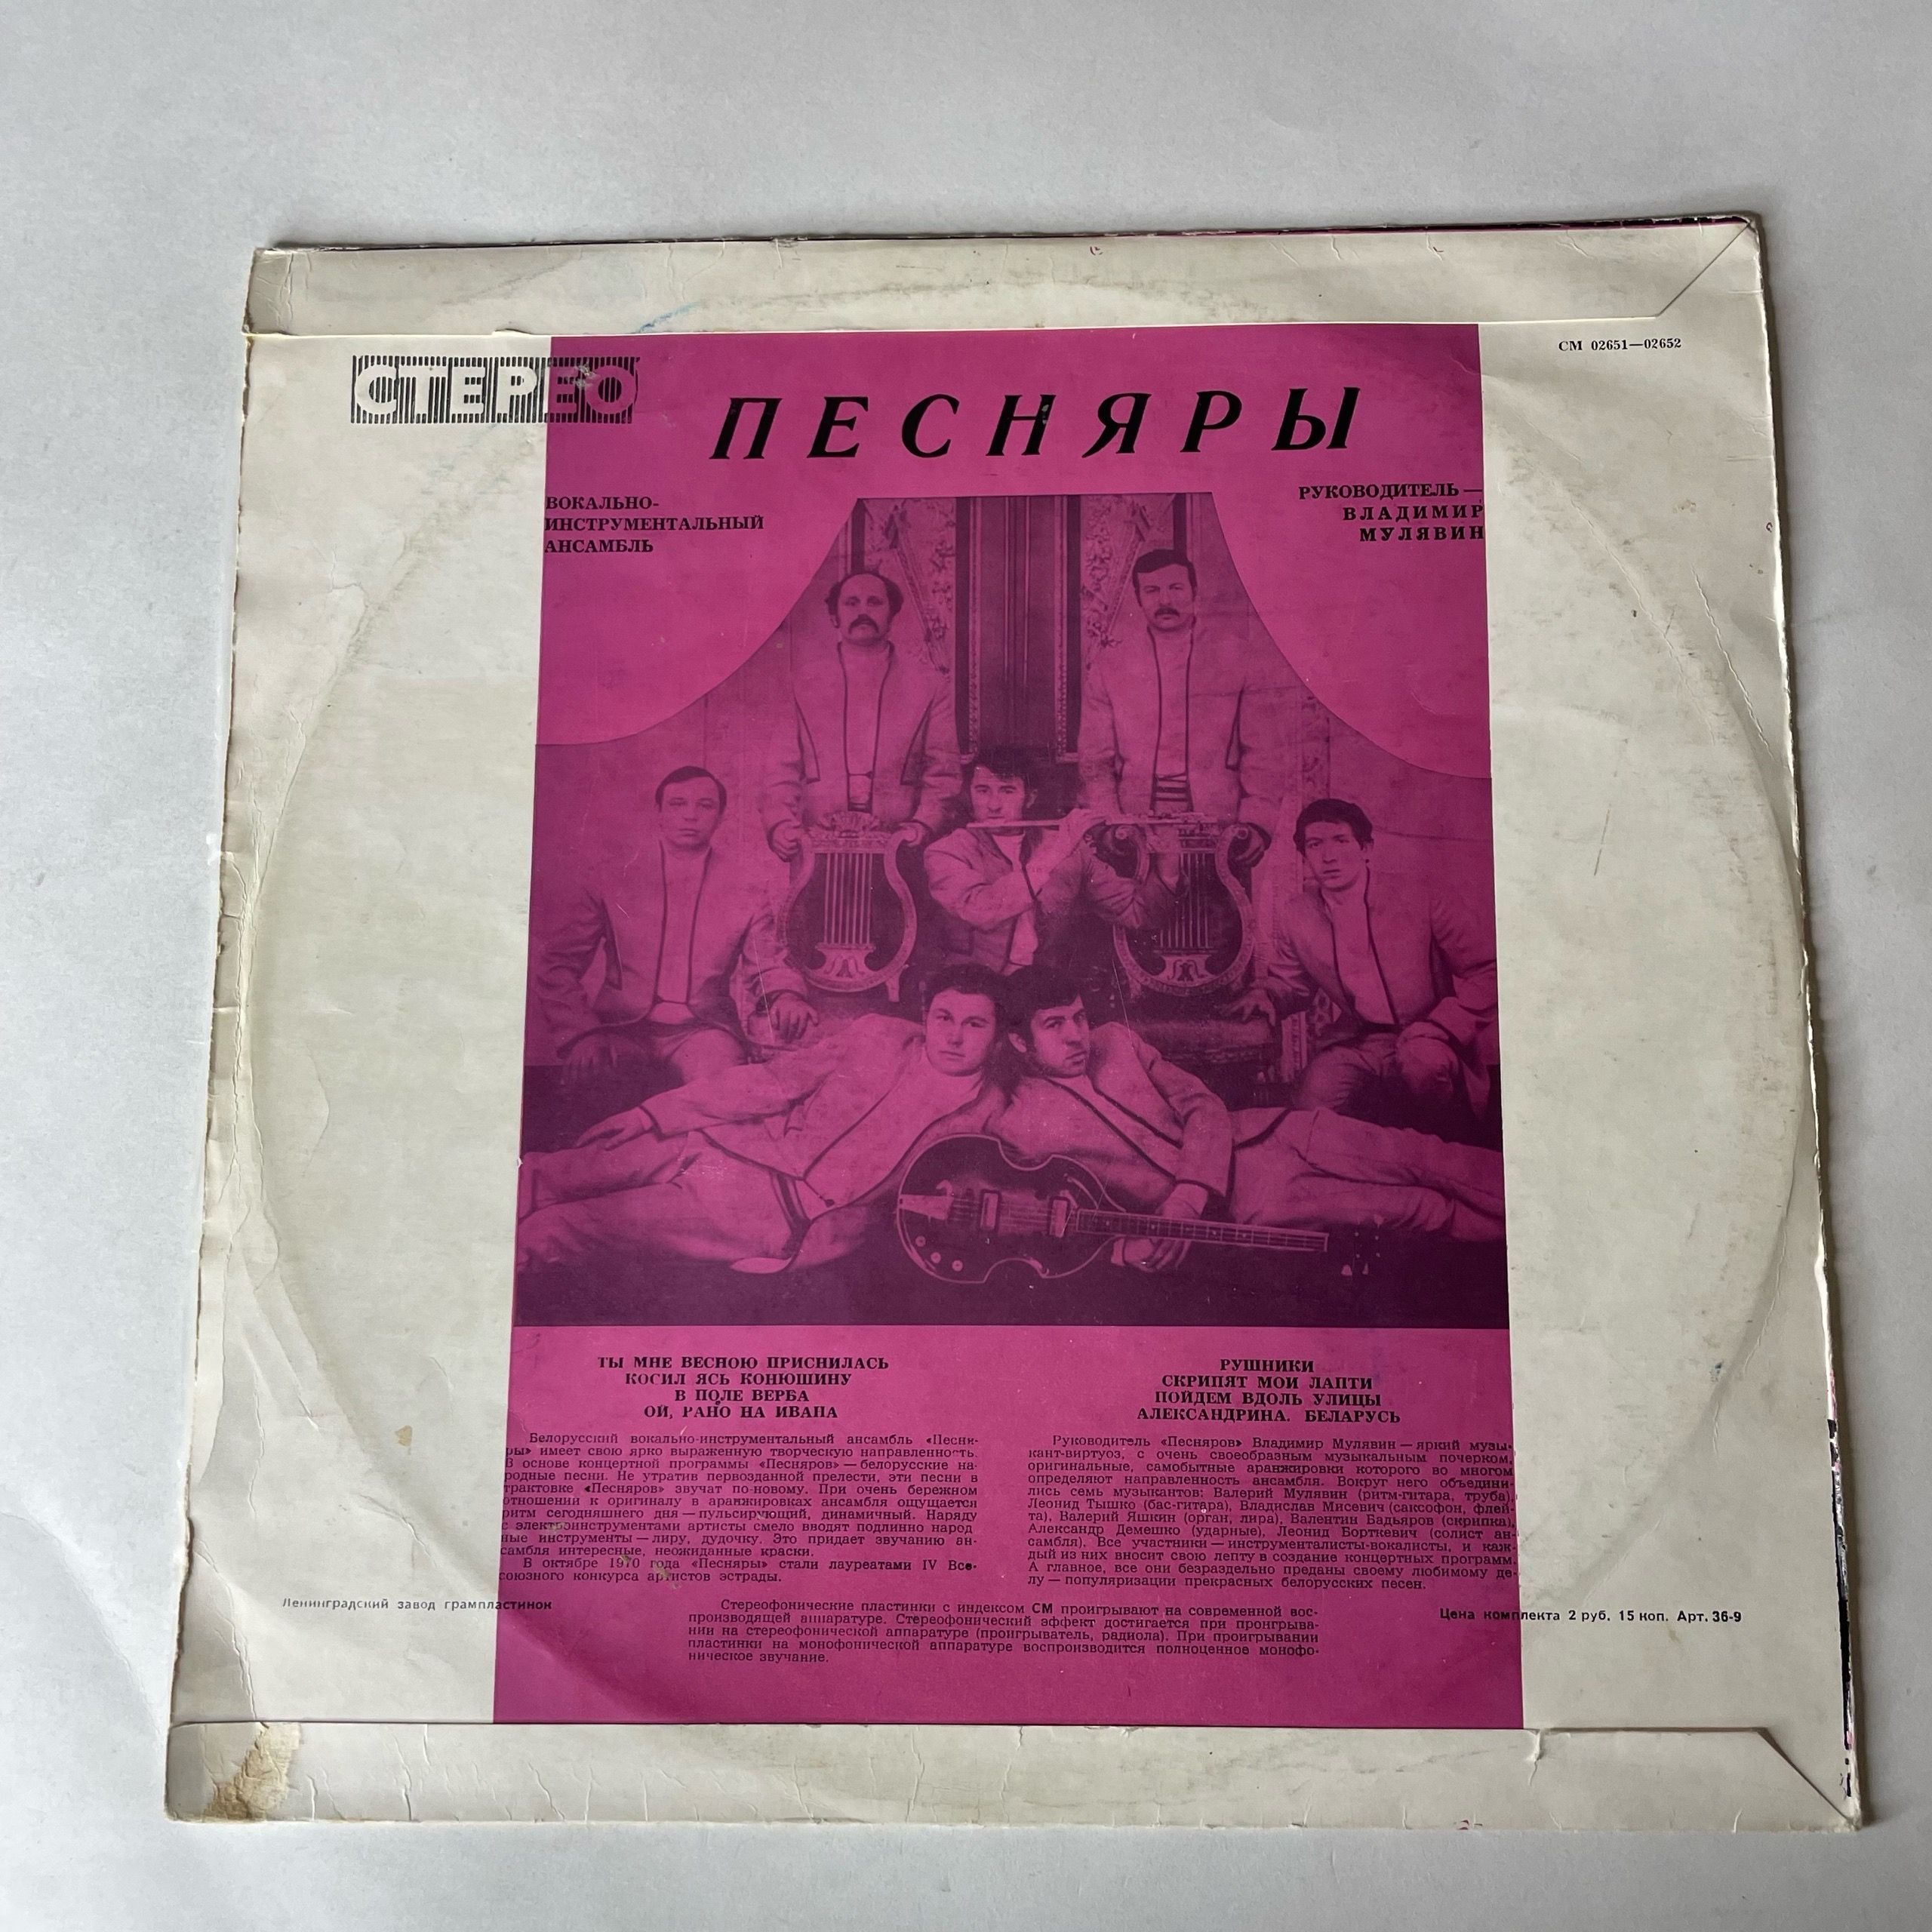 СТЕРЕО
СМ 02651—02652
ПЕСНЯРЫ
ВОКАЛЬНО-
ИНСТРУМЕНТАЛЬНЫЙ
АНСАМБЛЬ
РУКОВОДИТЕЛЬ —
ВЛАДИМИР
МУЛЯВИН
ТЫ МНЕ ВЕСНОЮ ПРИСНИЛАСЬ
КОСИЛ ЯСЬ КОНЮШИНУ
В ПОЛЕ ВЕРБА
ОЙ, РАНО НА ИВАНА
РУШНИКИ
СКРИПЯТ МОИ ЛАПТИ
ПОЙДЕМ ВДОЛЬ УЛИЦЫ
АЛЕКСАНДРИНА. БЕЛАРУСЬ
Белорусский вокально-инструментальный ансамбль «Песня-
ры» имеет свою ярко выраженную творческую направленность.
В основе концертной программы «Песняров» — белорусские на-
родные песни. Не утратив первозданной прелести, эти песни в
трактовке «Песняров» звучат по-новому. При очень бережном
отношении к оригиналу в аранжировках ансамбля ощущается
ритм сегодняшнего дня — пульсирующий, динамичный. Наряду
с электроинструментами артисты смело вводят подлинно народ
ные инструменты — лиру, дудочку. Это придает звучанию ан-
самбля интересные, неожиданные краски.
В октябре 1970 года «Песняры» стали лауреатами IV Все-
союзного конкурса артистов эстрады.
Руководитель «Песняров» Владимир Мулявин — яркий музы-
кант-виртуоз, с очень своеобразным музыкальным почерком,
оригинальные, самобытные аранжировки которого во многом
определяют направленность ансамбля. Вокруг него объедини-
лись семь музыкантов: Валерий Мулявин (ритм-гитара, труба),
Леонид Тышко (бас-гитара), Владислав Мисевич (саксофон, флей-
та), Валерий Яшкин (орган, лира), Валентин Бадьяров (скрипка),
Александр Демешко (ударные), Леонид Борткевич (солист ан-
самбля). Все участники — инструменталисты-вокалисты, и каж-
дый из них вносит свою лепту в создание концертных программ.
А главное, все они безраздельно преданы своему любимому де-
лу — популяризации прекрасных белорусских песен.
Ленинградский завод грампластинок
Стереофонические пластинки с индексом СМ проигрывают на современной вос-
производящей аппаратуре. Стереофонический эффект достигается при проигрыва-
нии на стереофонической аппаратуре (проигрыватель, радиола). При проигрывании
пластинки на монофонической аппаратуре воспроизводится полноценное монофо-
ническое звучание.
Цена комплекта 2 руб. 15 коп. Арт. 36-9